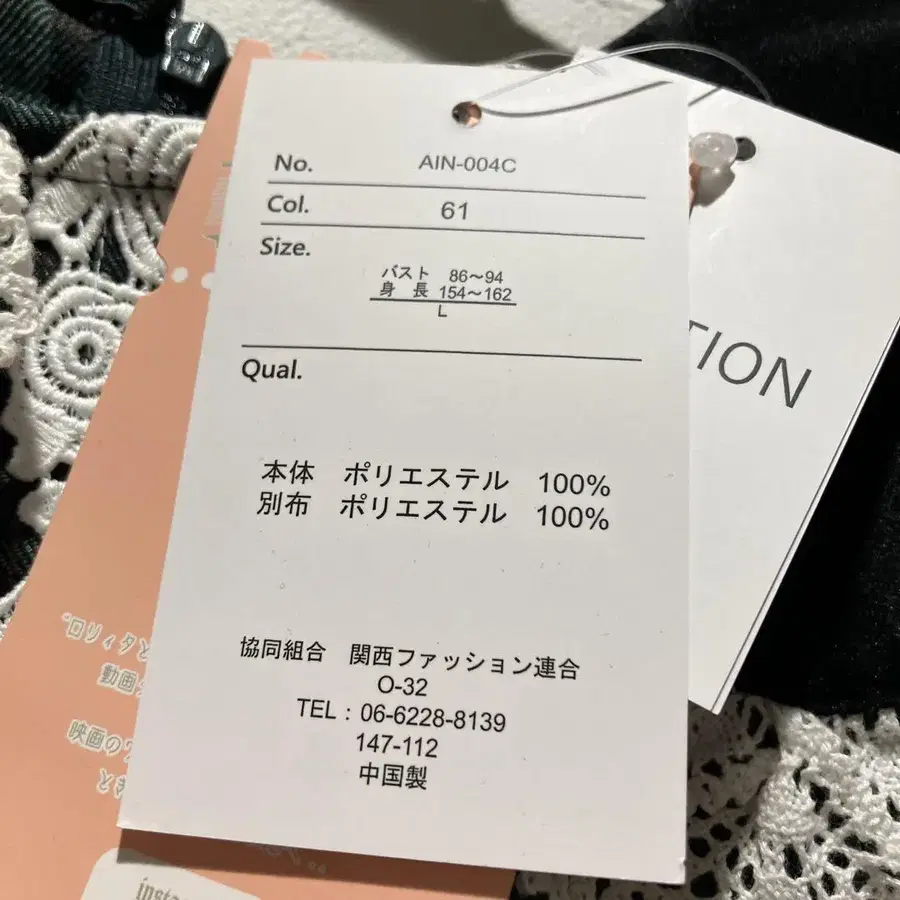 No. AIN-004C
Col. 61
Size.
バスト 86～94
身長 154～162
L
Qual.
本体 ポリエステル 100%
別布 ポリエステル 100%
協同組合 関西ファッション連合
O-32
TEL：06-6228-8139
147-112
中国製
TION
ロリィタと
動画
映画の
insta